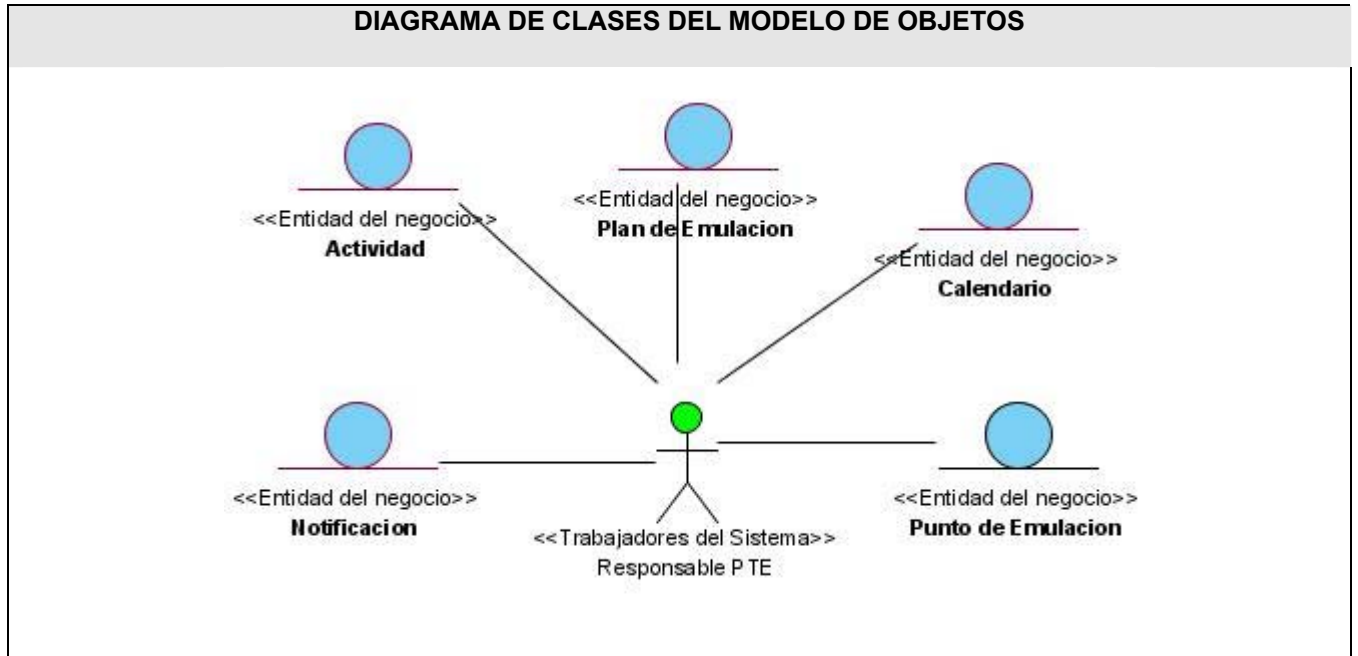 DIAGRAMA DE CLASES DEL MODELO DE OBJETOS
<<Entidad del negocio>>
Actividad
<<Entidad del negocio>>
Plan de Emulacion
<<Entidad del negocio>>
Calendario
<<Entidad del negocio>>
Notificacion
<<Trabajadores del Sistema>>
Responsable PTE
<<Entidad del negocio>>
Punto de Emulacion